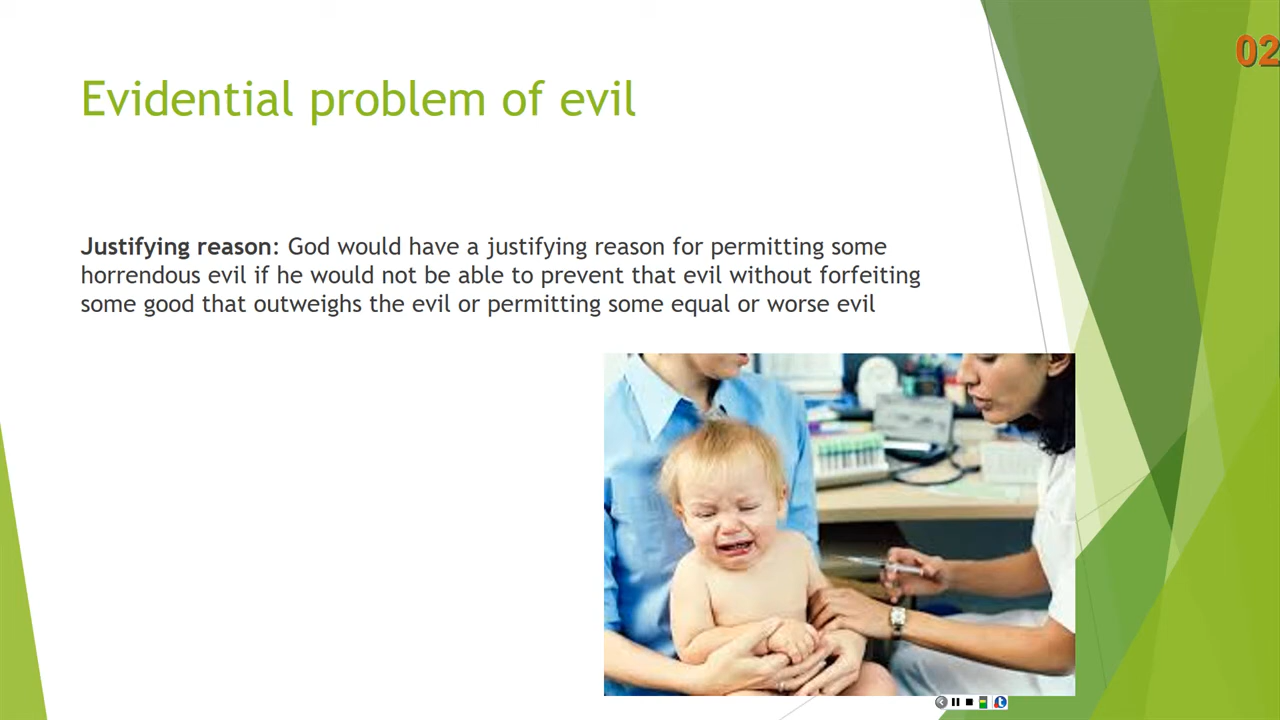 02
Evidential problem of evil
Justifying reason: God would have a justifying reason for permitting some
horrendous evil if he would not be able to prevent that evil without forfeiting
some good that outweighs the evil or permitting some equal or worse evil